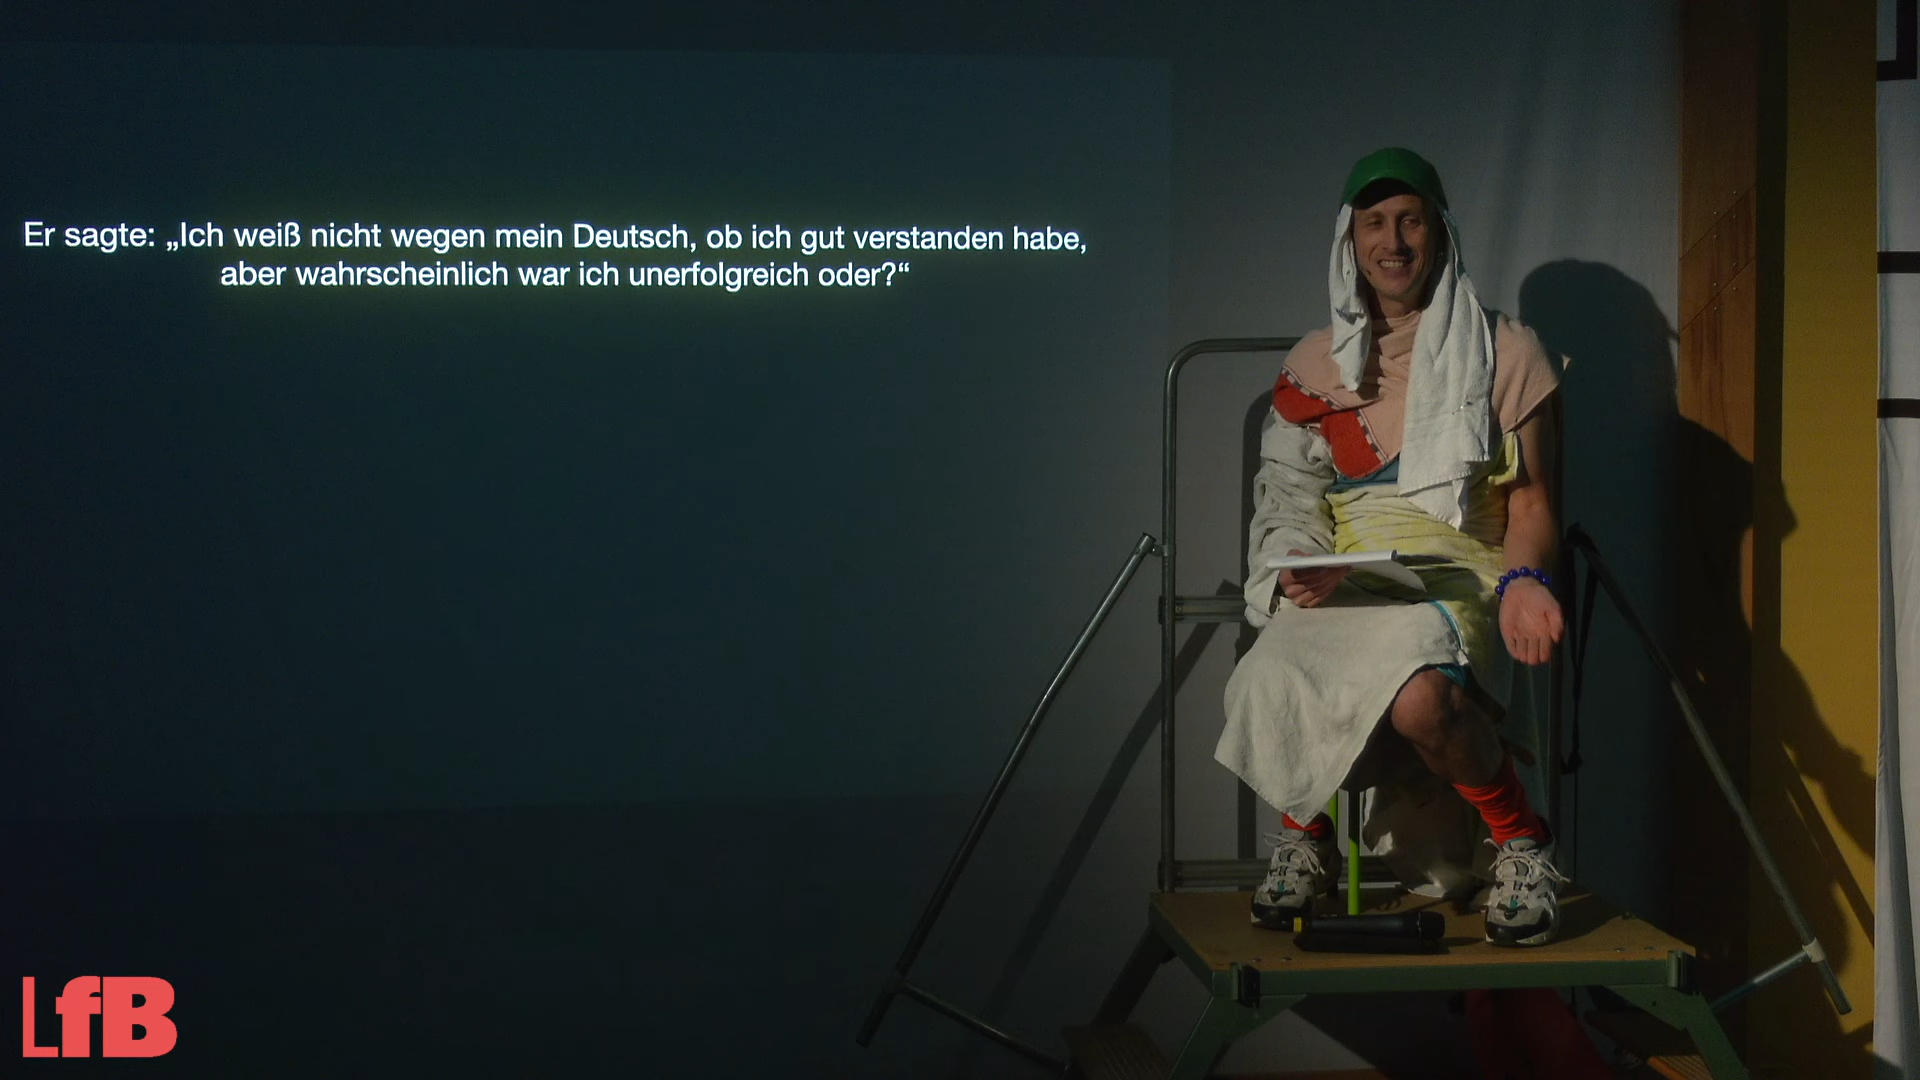 Er sagte: „Ich weiß nicht wegen mein Deutsch, ob ich gut verstanden habe,
aber wahrscheinlich war ich unerfolgreich oder?“
LfB